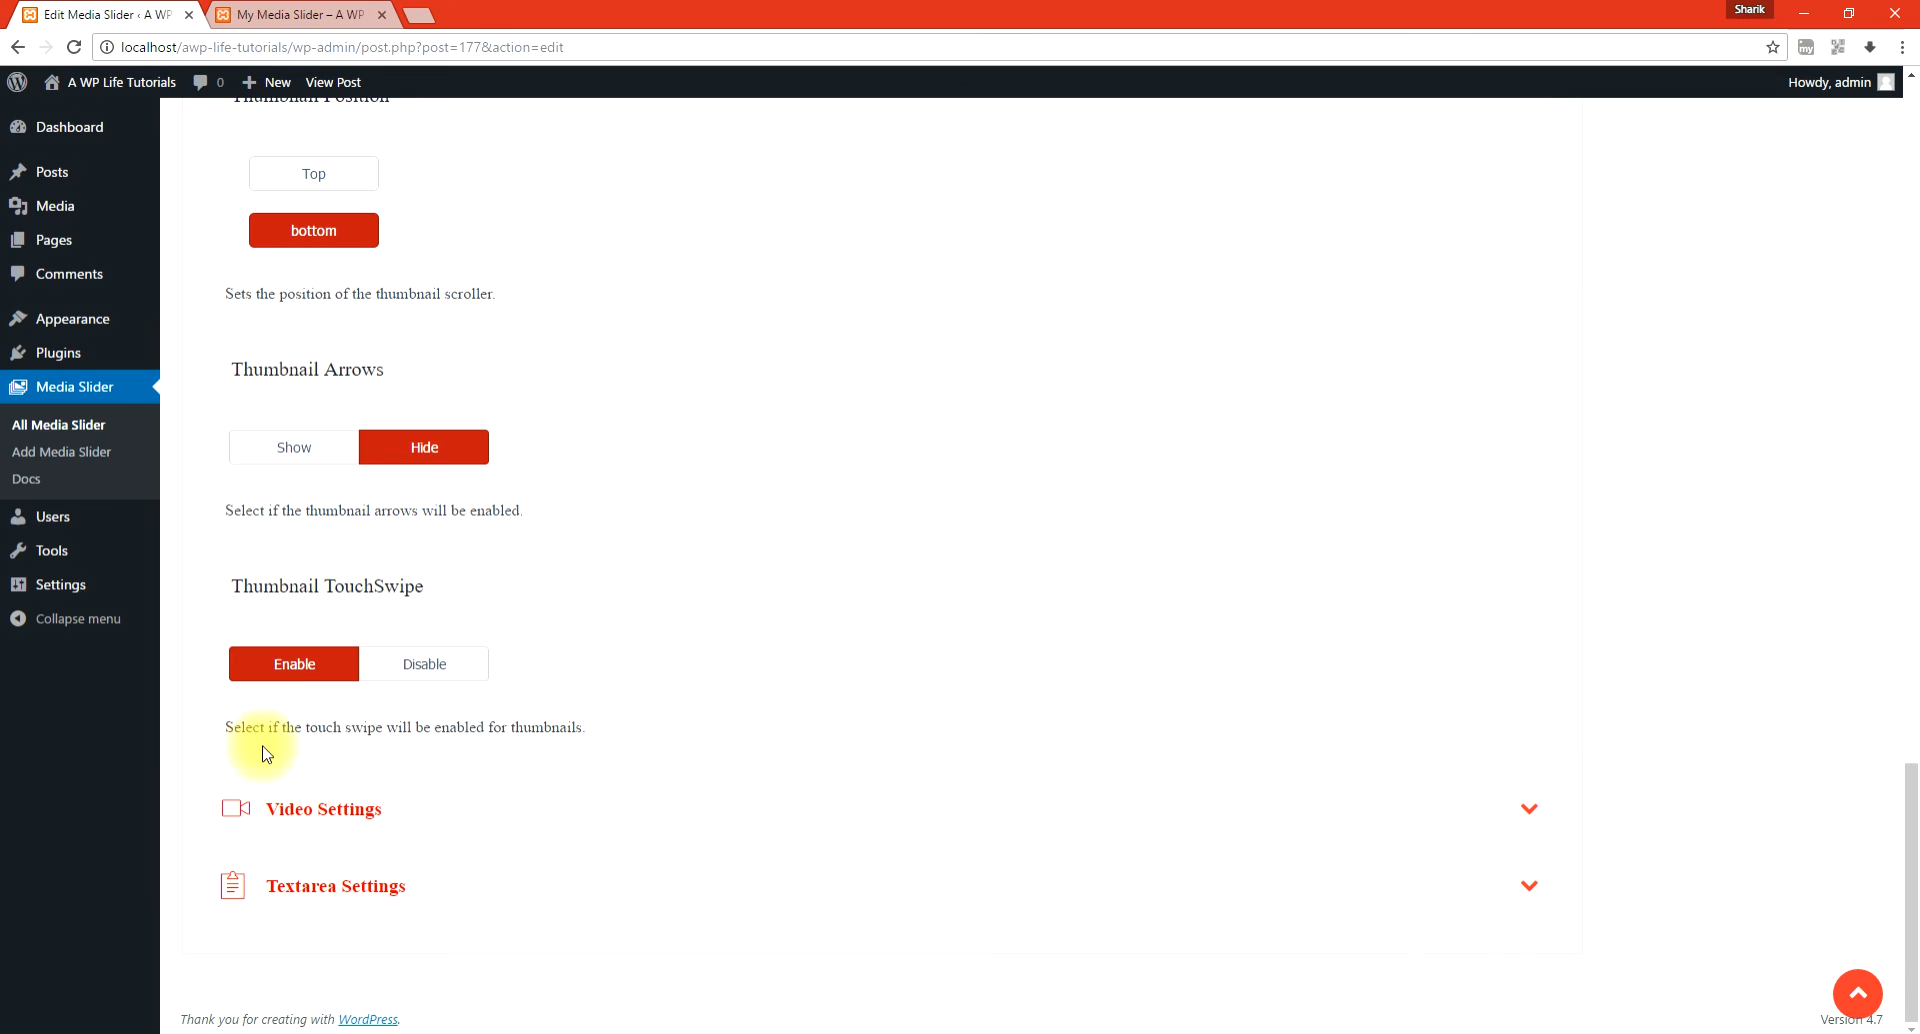 Edit Media Slider ‹ A WP
My Media Slider – A WP
Sharik
localhost/awp-life-tutorials/wp-admin/post.php?post=177&action=edit
my
A WP Life Tutorials
0
New
View Post
Howdy, admin
Dashboard
Posts
Media
Pages
Comments
Appearance
Plugins
Media Slider
All Media Slider
Add Media Slider
Docs
Users
Tools
Settings
Collapse menu
Thumbnail Position
Top
bottom
Sets the position of the thumbnail scroller.
Thumbnail Arrows
Show
Hide
Select if the thumbnail arrows will be enabled.
Thumbnail TouchSwipe
Enable
Disable
Select if the touch swipe will be enabled for thumbnails.
Video Settings
Textarea Settings
Thank you for creating with WordPress.
Version 4.7